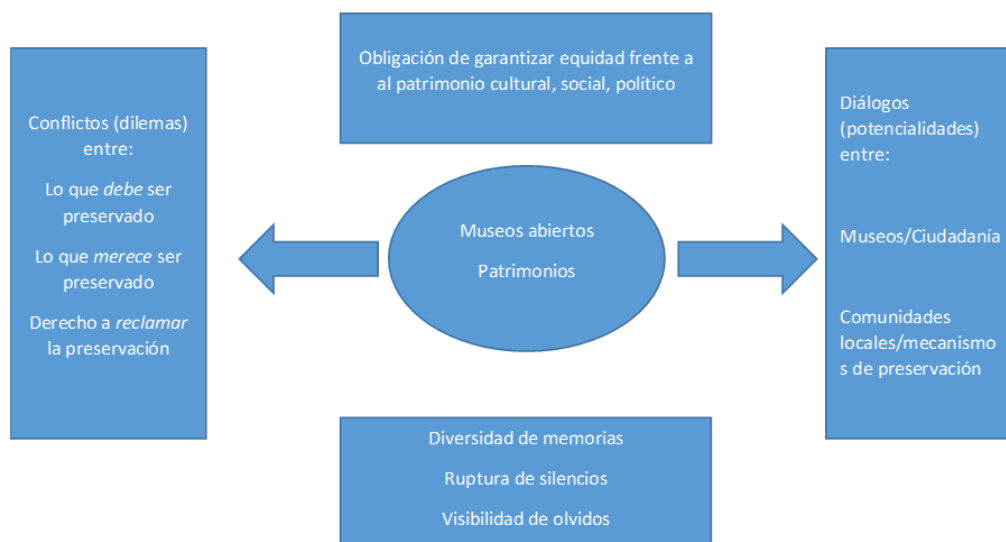 Obligación de garantizar equidad frente a
al patrimonio cultural, social, político
Conflictos (dilemas)
entre:
Lo que debe ser
preservado
Lo que merece ser
preservado
Derecho a reclamar
la preservación
Museos abiertos
Patrimonios
Diálogos
(potencialidades)
entre:
Museos/Ciudadanía
Comunidades
locales/mecanismo
s de preservación
Diversidad de memorias
Ruptura de silencios
Visibilidad de olvidos